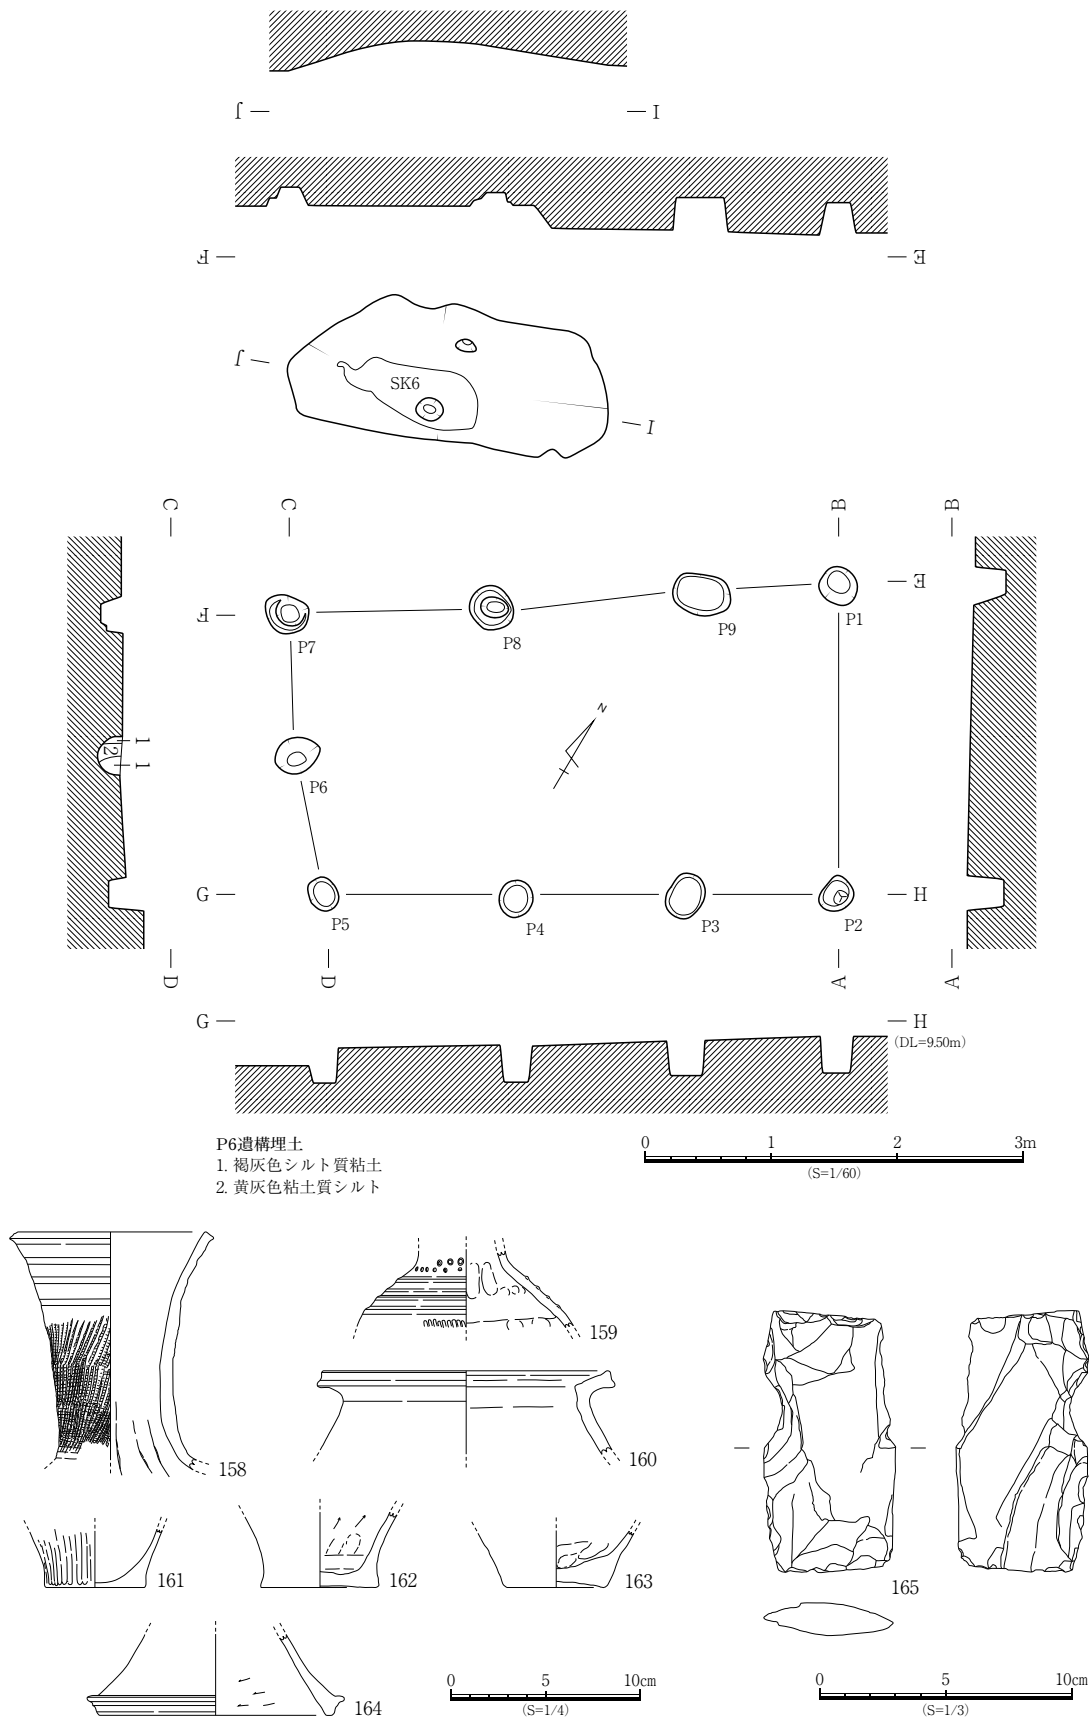 J I
F E
J
SK6
I
C C B B
E
F
P7 P8 P9 P1
1
2
1
N
P6
G H
P5 P4 P3 P2
D D A A
G H
(DL=9.50m)
P6遺構埋土
1. 褐灰色シルト質粘土
2. 黄灰色粘土質シルト
0 1 2 3m
(S=1/60)
158
159
160
161 162 163
165
164
0 5 10cm
(S=1/4)
0 5 10cm
(S=1/3)